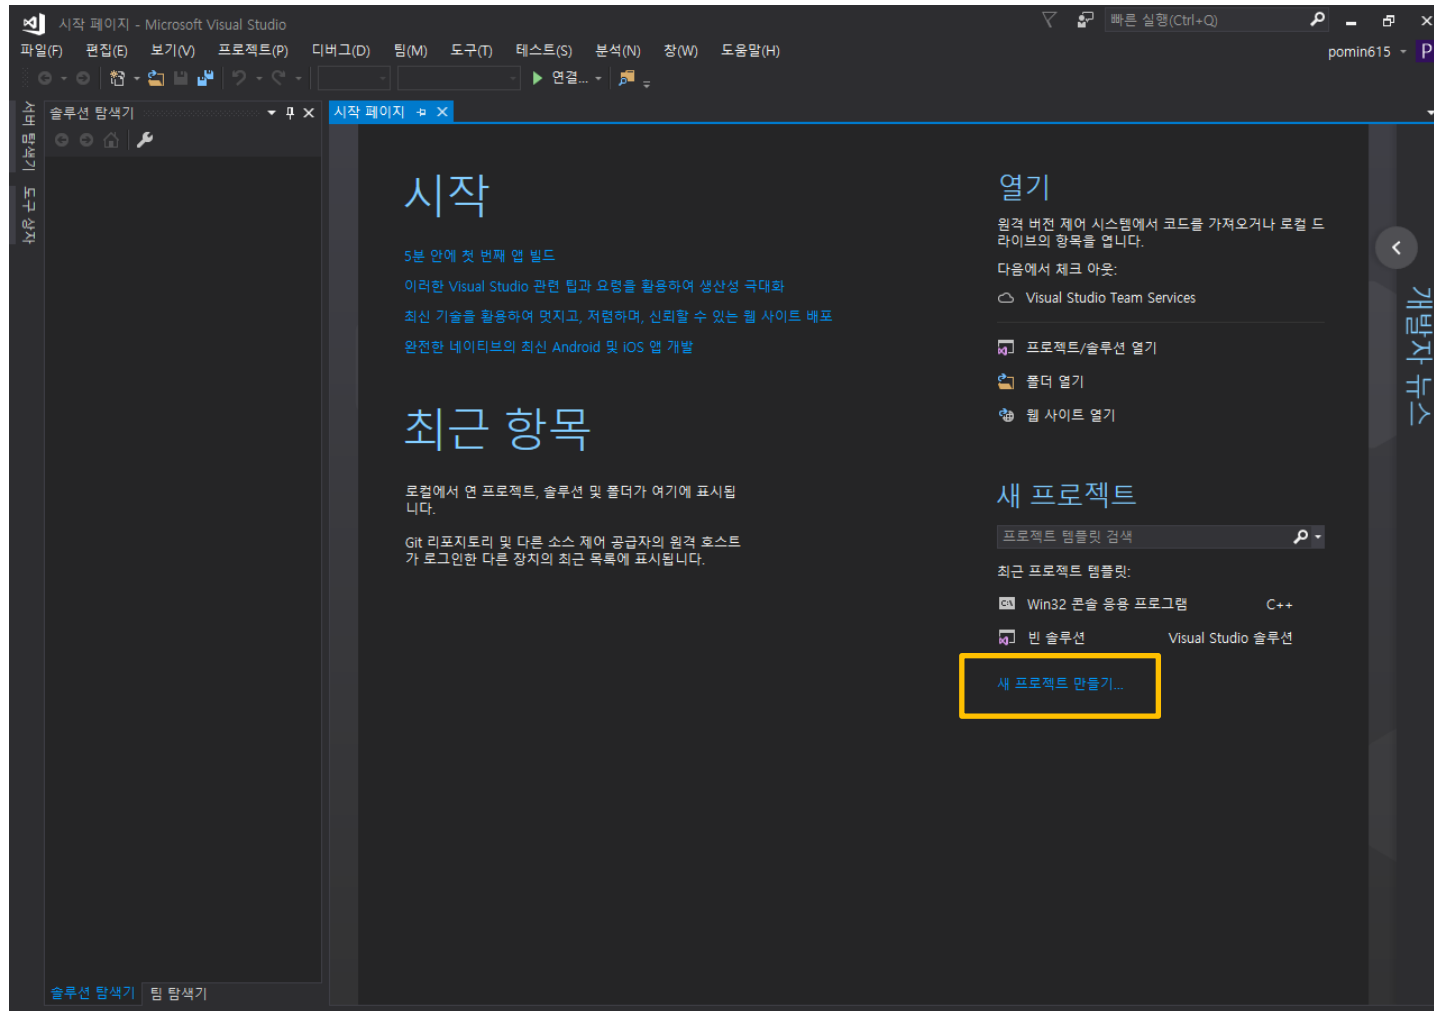 시작 페이지 - Microsoft Visual Studio
빠른 실행(Ctrl+Q)
파일(F) 편집(E) 보기(V) 프로젝트(P) 디버그(D) 팀(M) 도구(T) 테스트(S) 분석(N) 창(W) 도움말(H)
pomin615 P
연결...
서버 탐색기
도구 상자
솔루션 탐색기
시작 페이지
시작
5분 안에 첫 번째 앱 빌드
이러한 Visual Studio 관련 팁과 요령을 활용하여 생산성 극대화
최신 기술을 활용하여 멋지고, 저렴하며, 신뢰할 수 있는 웹 사이트 배포
완전한 네이티브의 최신 Android 및 iOS 앱 개발
최근 항목
로컬에서 연 프로젝트, 솔루션 및 폴더가 여기에 표시됩
니다.
Git 리포지토리 및 다른 소스 제어 공급자의 원격 호스트
가 로그인한 다른 장치의 최근 목록에 표시됩니다.
열기
원격 버전 제어 시스템에서 코드를 가져오거나 로컬 드
라이브의 항목을 엽니다.
다음에서 체크 아웃:
Visual Studio Team Services
프로젝트/솔루션 열기
폴더 열기
웹 사이트 열기
새 프로젝트
프로젝트 템플릿 검색
최근 프로젝트 템플릿:
Win32 콘솔 응용 프로그램 C++
빈 솔루션 Visual Studio 솔루션
새 프로젝트 만들기...
개발자 뉴스
솔루션 탐색기 팀 탐색기